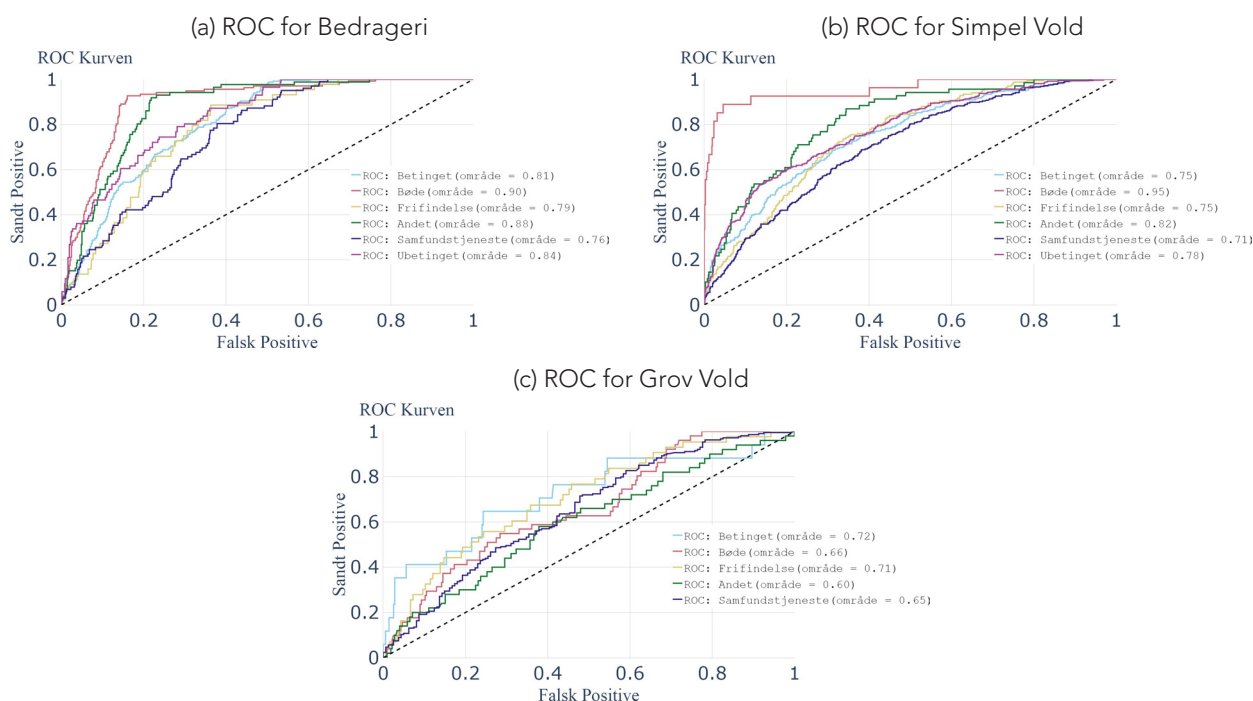 (a) ROC for Bedrageri
ROC Kurven
1
0.8
0.6
0.4
0.2
0
Sandt Positive
0
0.2
0.4
0.6
0.8
1
Falsk Positive
ROC: Betinget(område = 0.81)
ROC: Bøde(område = 0.90)
ROC: Frifindelse(område = 0.79)
ROC: Andet(område = 0.88)
ROC: Samfundstjeneste(område = 0.76)
ROC: Ubetinget(område = 0.84)
(b) ROC for Simpel Vold
ROC Kurven
1
0.8
0.6
0.4
0.2
0
Sandt Positive
0
0.2
0.4
0.6
0.8
1
Falsk Positive
ROC: Betinget(område = 0.75)
ROC: Bøde(område = 0.95)
ROC: Frifindelse(område = 0.75)
ROC: Andet(område = 0.82)
ROC: Samfundstjeneste(område = 0.71)
ROC: Ubetinget(område = 0.78)
(c) ROC for Grov Vold
ROC Kurven
1
0.8
0.6
0.4
0.2
0
Sandt Positive
0
0.2
0.4
0.6
0.8
1
Falsk Positive
ROC: Betinget(område = 0.72)
ROC: Bøde(område = 0.66)
ROC: Frifindelse(område = 0.71)
ROC: Andet(område = 0.60)
ROC: Samfundstjeneste(område = 0.65)